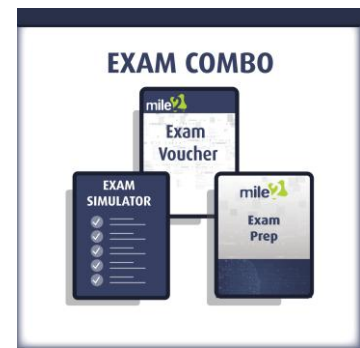 EXAM COMBO
mile2
Exam
Voucher
EXAM
SIMULATOR
mile2
Exam
Prep